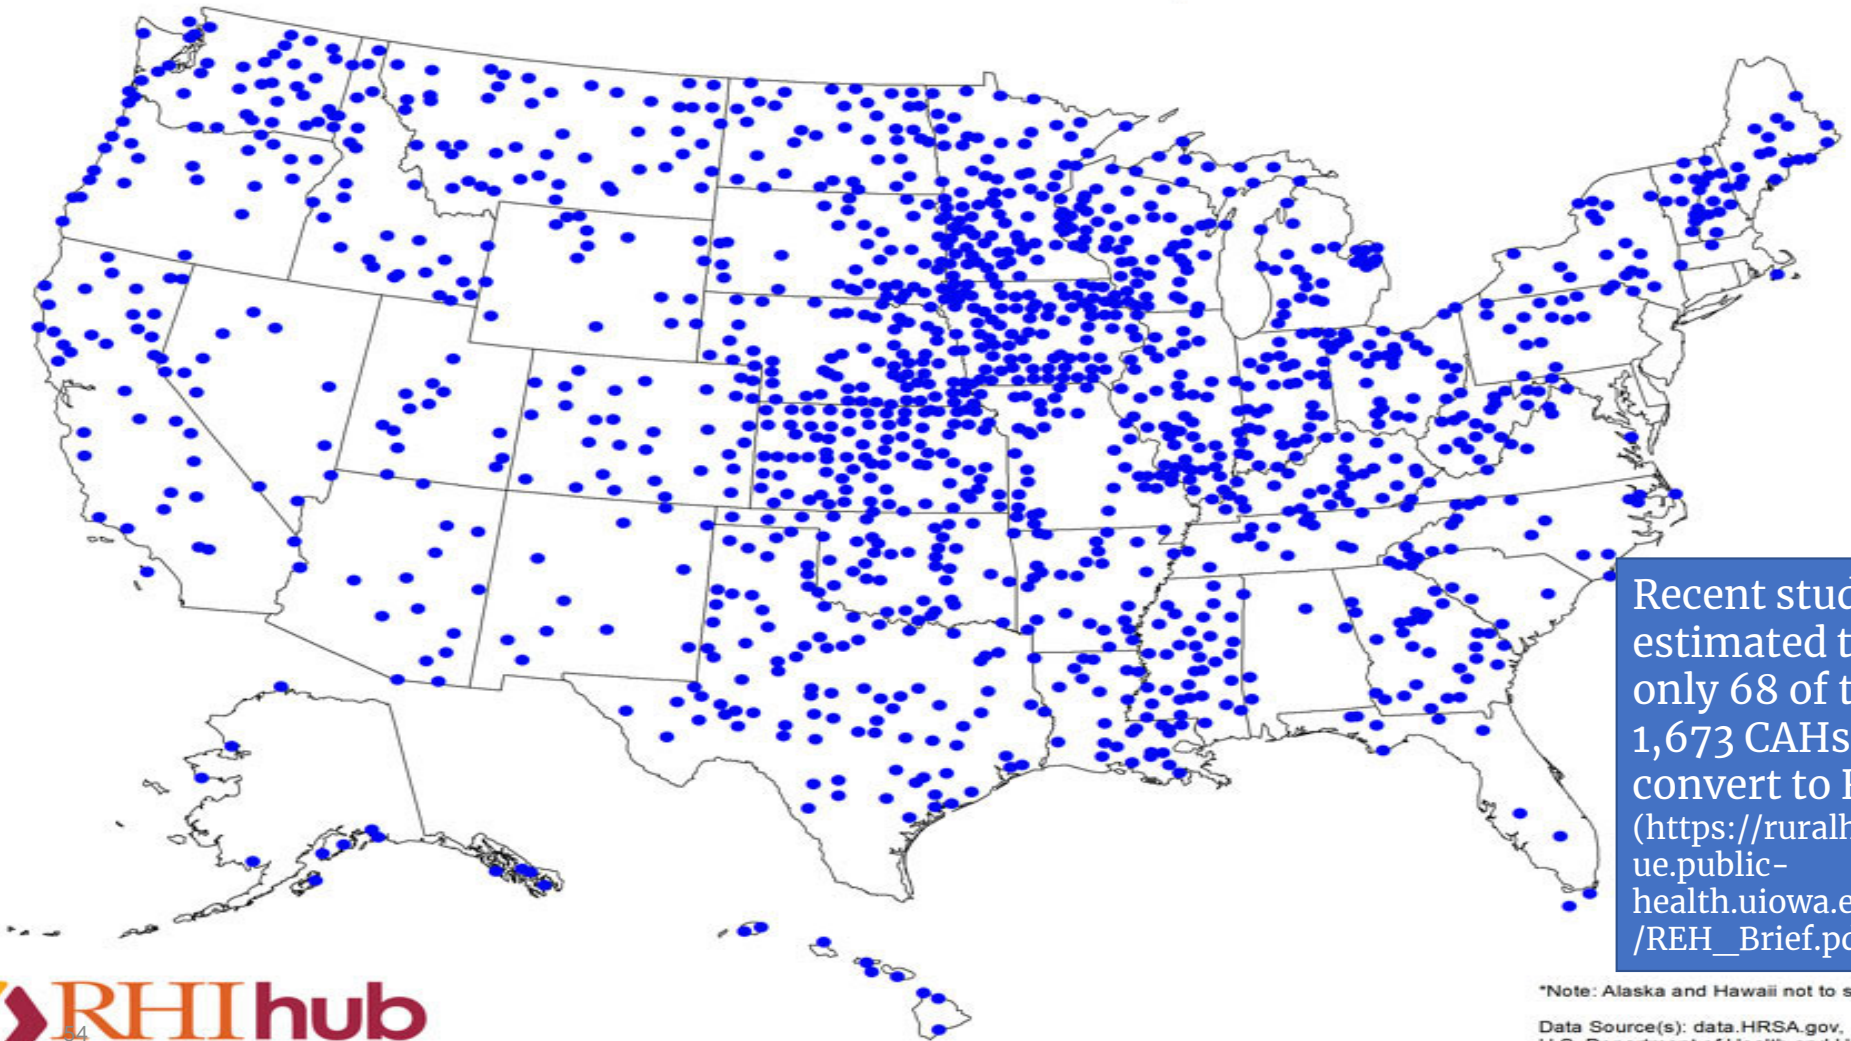 Recent stud
estimated t
only 68 of t
1,673 CAHs
convert to
(https://ruralh
ue.public-
health.uiowa.e
/REH_Brief.p
RHIhub
54
*Note: Alaska and Hawaii not to s
Data Source(s): data.HRSA.gov,